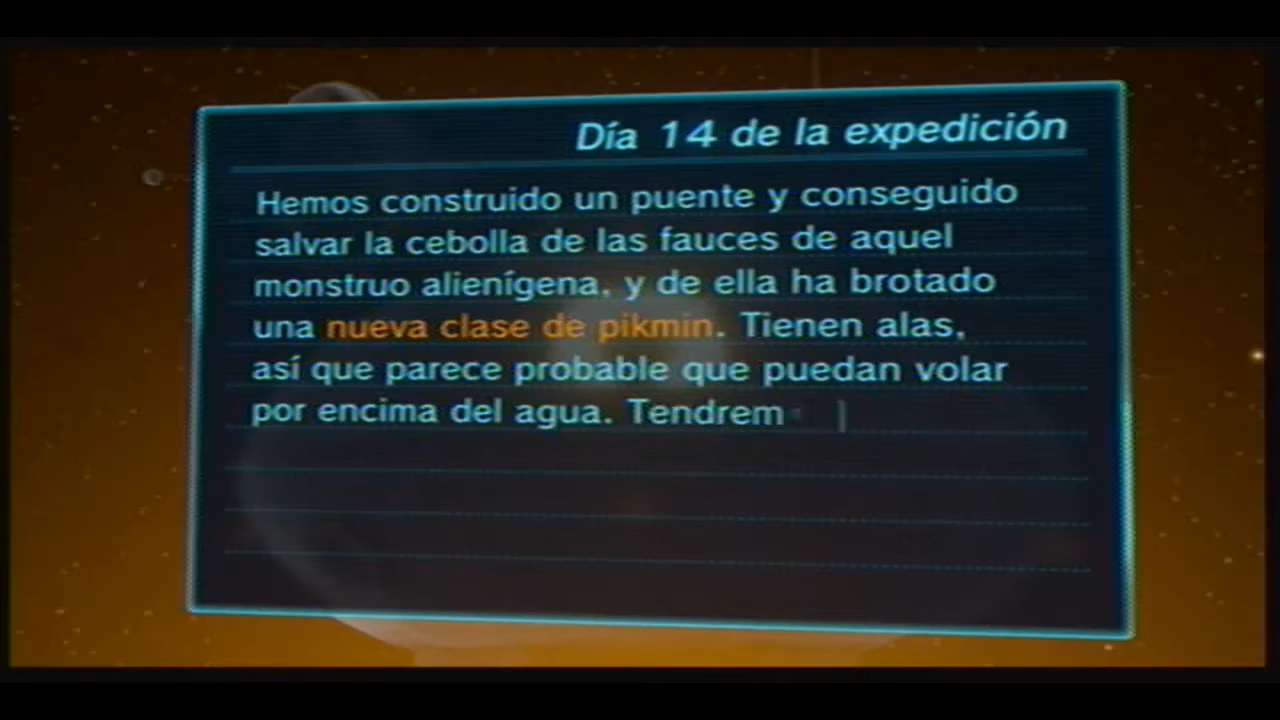 Día 14 de la expedición
Hemos construido un puente y conseguido
salvar la cebolla de las fauces de aquel
monstruo alienígena, y de ella ha brotado
una nueva clase de pikmin. Tienen alas,
así que parece probable que puedan volar
por encima del agua. Tendrem